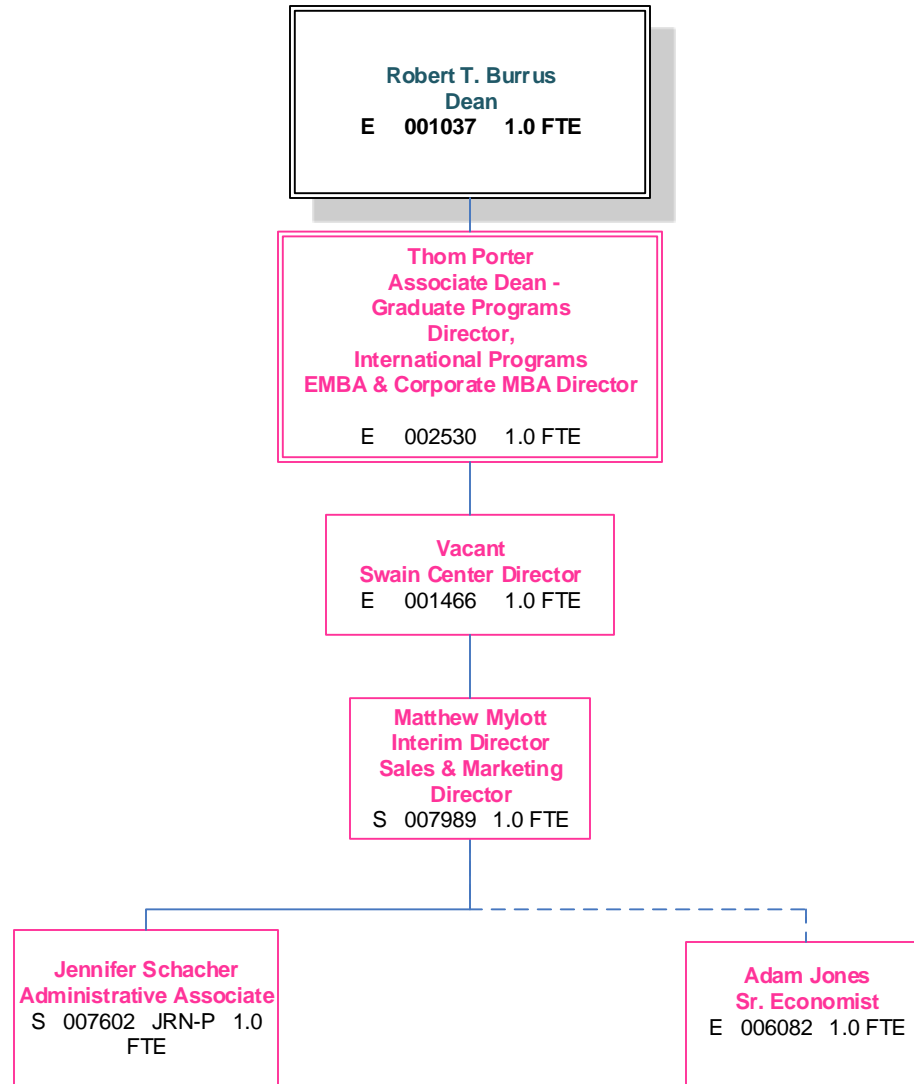 Robert T. Burrus
Dean
E 001037 1.0 FTE
Thom Porter
Associate Dean -
Graduate Programs
Director,
International Programs
EMBA & Corporate MBA Director
E 002530 1.0 FTE
Vacant
Swain Center Director
E 001466 1.0 FTE
Matthew Mylott
Interim Director
Sales & Marketing
Director
S 007989 1.0 FTE
Jennifer Schacher
Administrative Associate
S 007602 JRN-P 1.0
FTE
Adam Jones
Sr. Economist
E 006082 1.0 FTE